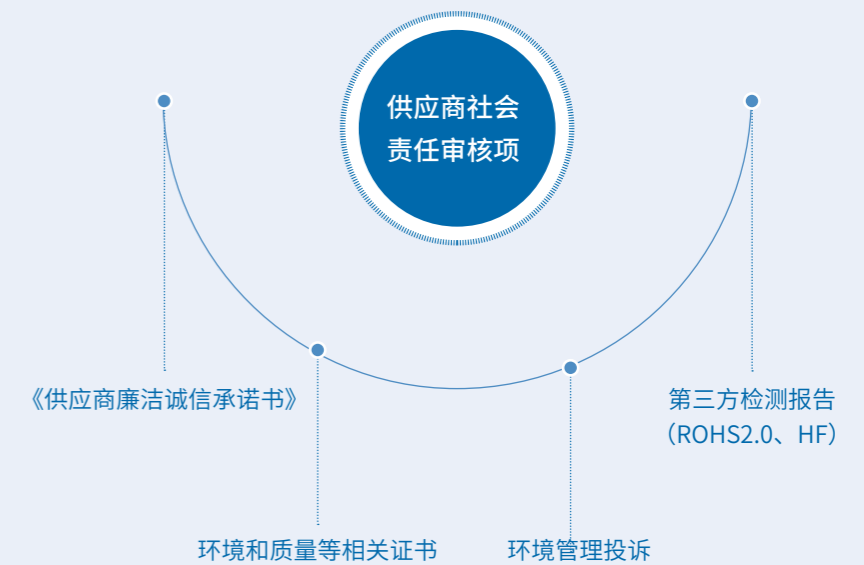 供应商社会
责任审核项
《供应商廉洁诚信承诺书》
第三方检测报告
（ROHS2.0、HF）
环境和质量等相关证书
环境管理投诉